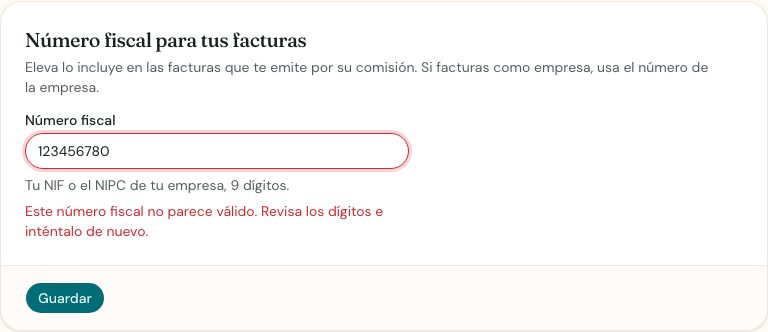 Número fiscal para tus facturas
Eleva lo incluye en las facturas que te emite por su comisión. Si facturas como empresa, usa el número de
la empresa.
Número fiscal
123456780
Tu NIF o el NIPC de tu empresa, 9 dígitos.
Este número fiscal no parece válido. Revisa los dígitos e
inténtalo de nuevo.
Guardar